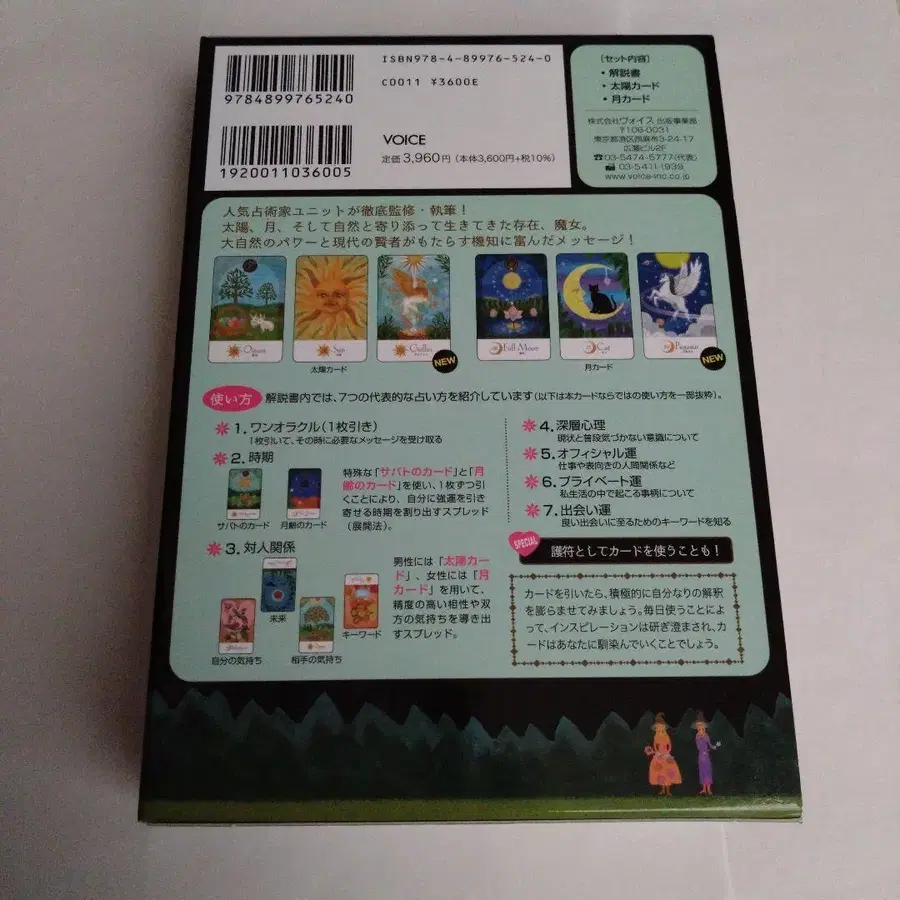 ISBN978-4-89976-524-0
C0011 ¥3600E
9784899765240
VOICE
定価3,960円(本体3,600円+税10%)
1920011036005
[セット内容]
・解説書
・太陽カード
・月カード
株式会社ヴォイス 出版事業部
〒106-0031
東京都港区西麻布3-24-17
広瀬ビル2F
☎03-5474-5777(代表)
03-5411-1939
www.voice-inc.co.jp
人気占術家ユニットが徹底監修・執筆!
太陽、月、そして自然と寄り添って生きてきた存在、魔女。
大自然のパワーと現代の賢者がもたらす機知に富んだメッセージ!
Sun
Full Moon
Cat
Pegasus
NEW
NEW
太陽カード
月カード
使い方 解説書内では、7つの代表的な占い方を紹介しています(以下は本カードならではの使い方を一部抜粋)。
1. ワンオラクル(1枚引き)
1枚引いて、その時に必要なメッセージを受け取る
2. 時期
特殊な「サバトのカード」と「月
齢のカード」を使い、1枚ずつ引
くことにより、自分に強運を引き
寄せる時期を割り出すスプレッド
(展開法)。
サバトのカード
月齢のカード
3. 対人関係
男性には「太陽カー
ド」、女性には「月
カード」を用いて、
精度の高い相性や双
方の気持ちを導き出
すスプレッド。
未来
キーワード
自分の気持ち
相手の気持ち
4. 深層心理
現状と普段気づかない意識について
5. オフィシャル運
仕事や表向きの人間関係など
6. プライベート運
私生活の中で起こる事柄について
7. 出会い運
良い出会いに至るためのキーワードを知る
SPECIAL
護符としてカードを使うことも!
カードを引いたら、積極的に自分なりの解釈
を膨らませてみましょう。毎日使うことによっ
て、インスピレーションは研ぎ澄まされ、カー
ドはあなたに馴染んでいくことでしょう。